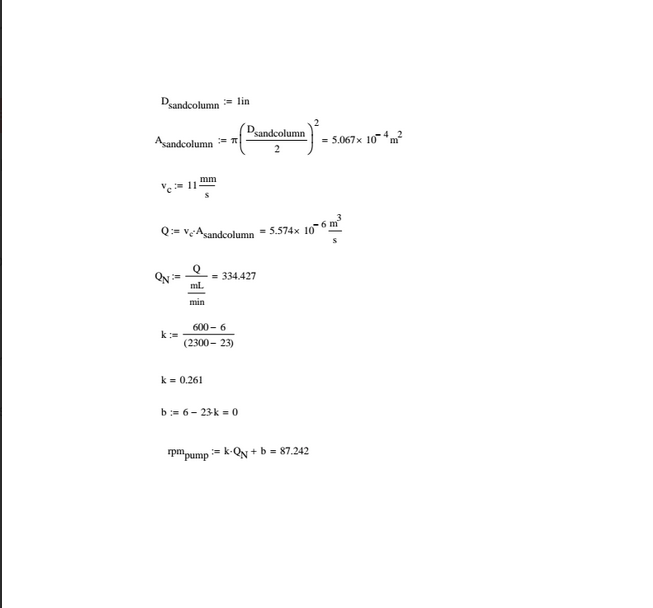 D_sandcolumn := 1in
A_sandcolumn := π(D_sandcolumn / 2)^2 = 5.067× 10^-4 m^2
v_c := 11 mm/s
Q := v_c·A_sandcolumn = 5.574× 10^-6 m^3/s
Q_N := Q / (mL/min) = 334.427
k := (600 − 6) / (2300 − 23)
k = 0.261
b := 6 − 23·k = 0
rpm_pump := k·Q_N + b = 87.242